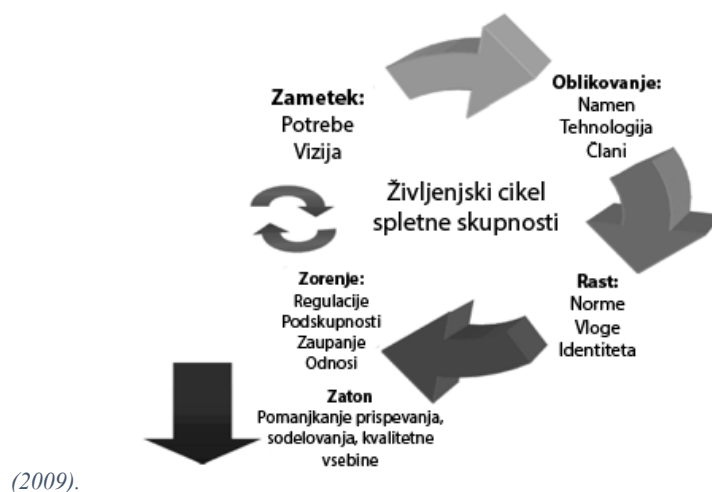 Zametek:
Potrebe
Vizija
Oblikovanje:
Namen
Tehnologija
Člani
Življenjski cikel
spletne skupnosti
Rast:
Norme
Vloge
Identiteta
Zorenje:
Regulacije
Podskupnosti
Zaupanje
Odnosi
Zaton
Pomanjkanje prispevanja,
sodelovanja, kvalitetne
vsebine
(2009).